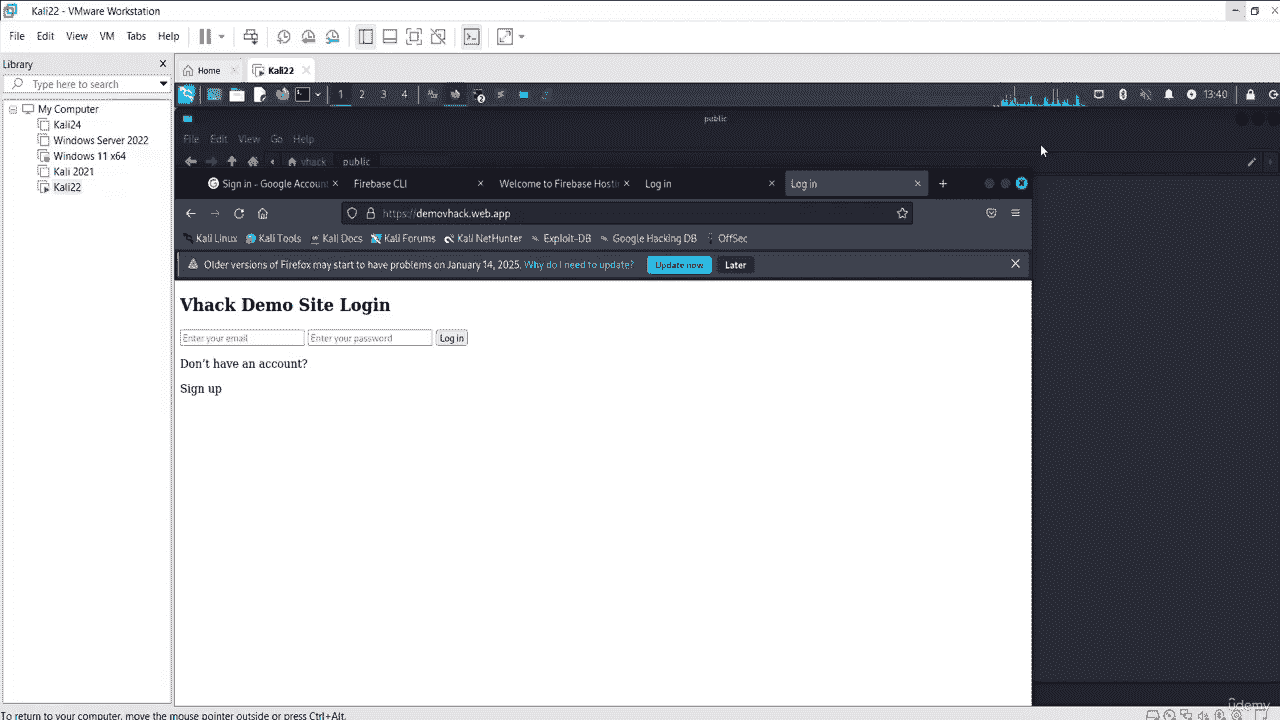 Kali22 - VMware Workstation
File Edit View VM Tabs Help
Library
Type here to search
My Computer
Kali24
Windows Server 2022
Windows 11 x64
Kali 2021
Kali22
Home Kali22
1 2 3 4 2 13:40
public
File Edit View Go Help
vhack public
Sign in - Google Account Firebase CLI Welcome to Firebase Hosti Log in Log in
https://demovhack.web.app
Kali Linux Kali Tools Kali Docs Kali Forums Kali NetHunter Exploit-DB Google Hacking DB OffSec
Older versions of Firefox may start to have problems on January 14, 2025. Why do I need to update? Update now Later
Vhack Demo Site Login
Enter your email Enter your password Log in
Don't have an account?
Sign up
To return to your computer, move the mouse pointer outside or press Ctrl+Alt.
udemy